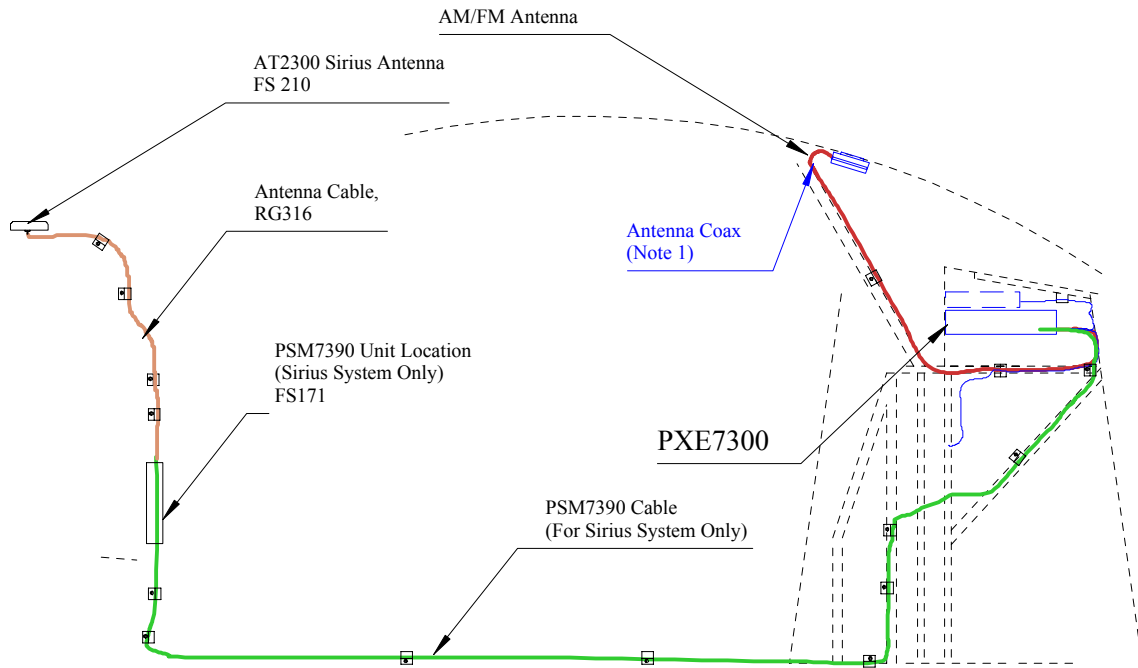 AM/FM Antenna
AT2300 Sirius Antenna
FS 210
Antenna Cable,
RG316
Antenna Coax
(Note 1)
PSM7390 Unit Location
(Sirius System Only)
FS171
PXE7300
PSM7390 Cable
(For Sirius System Only)